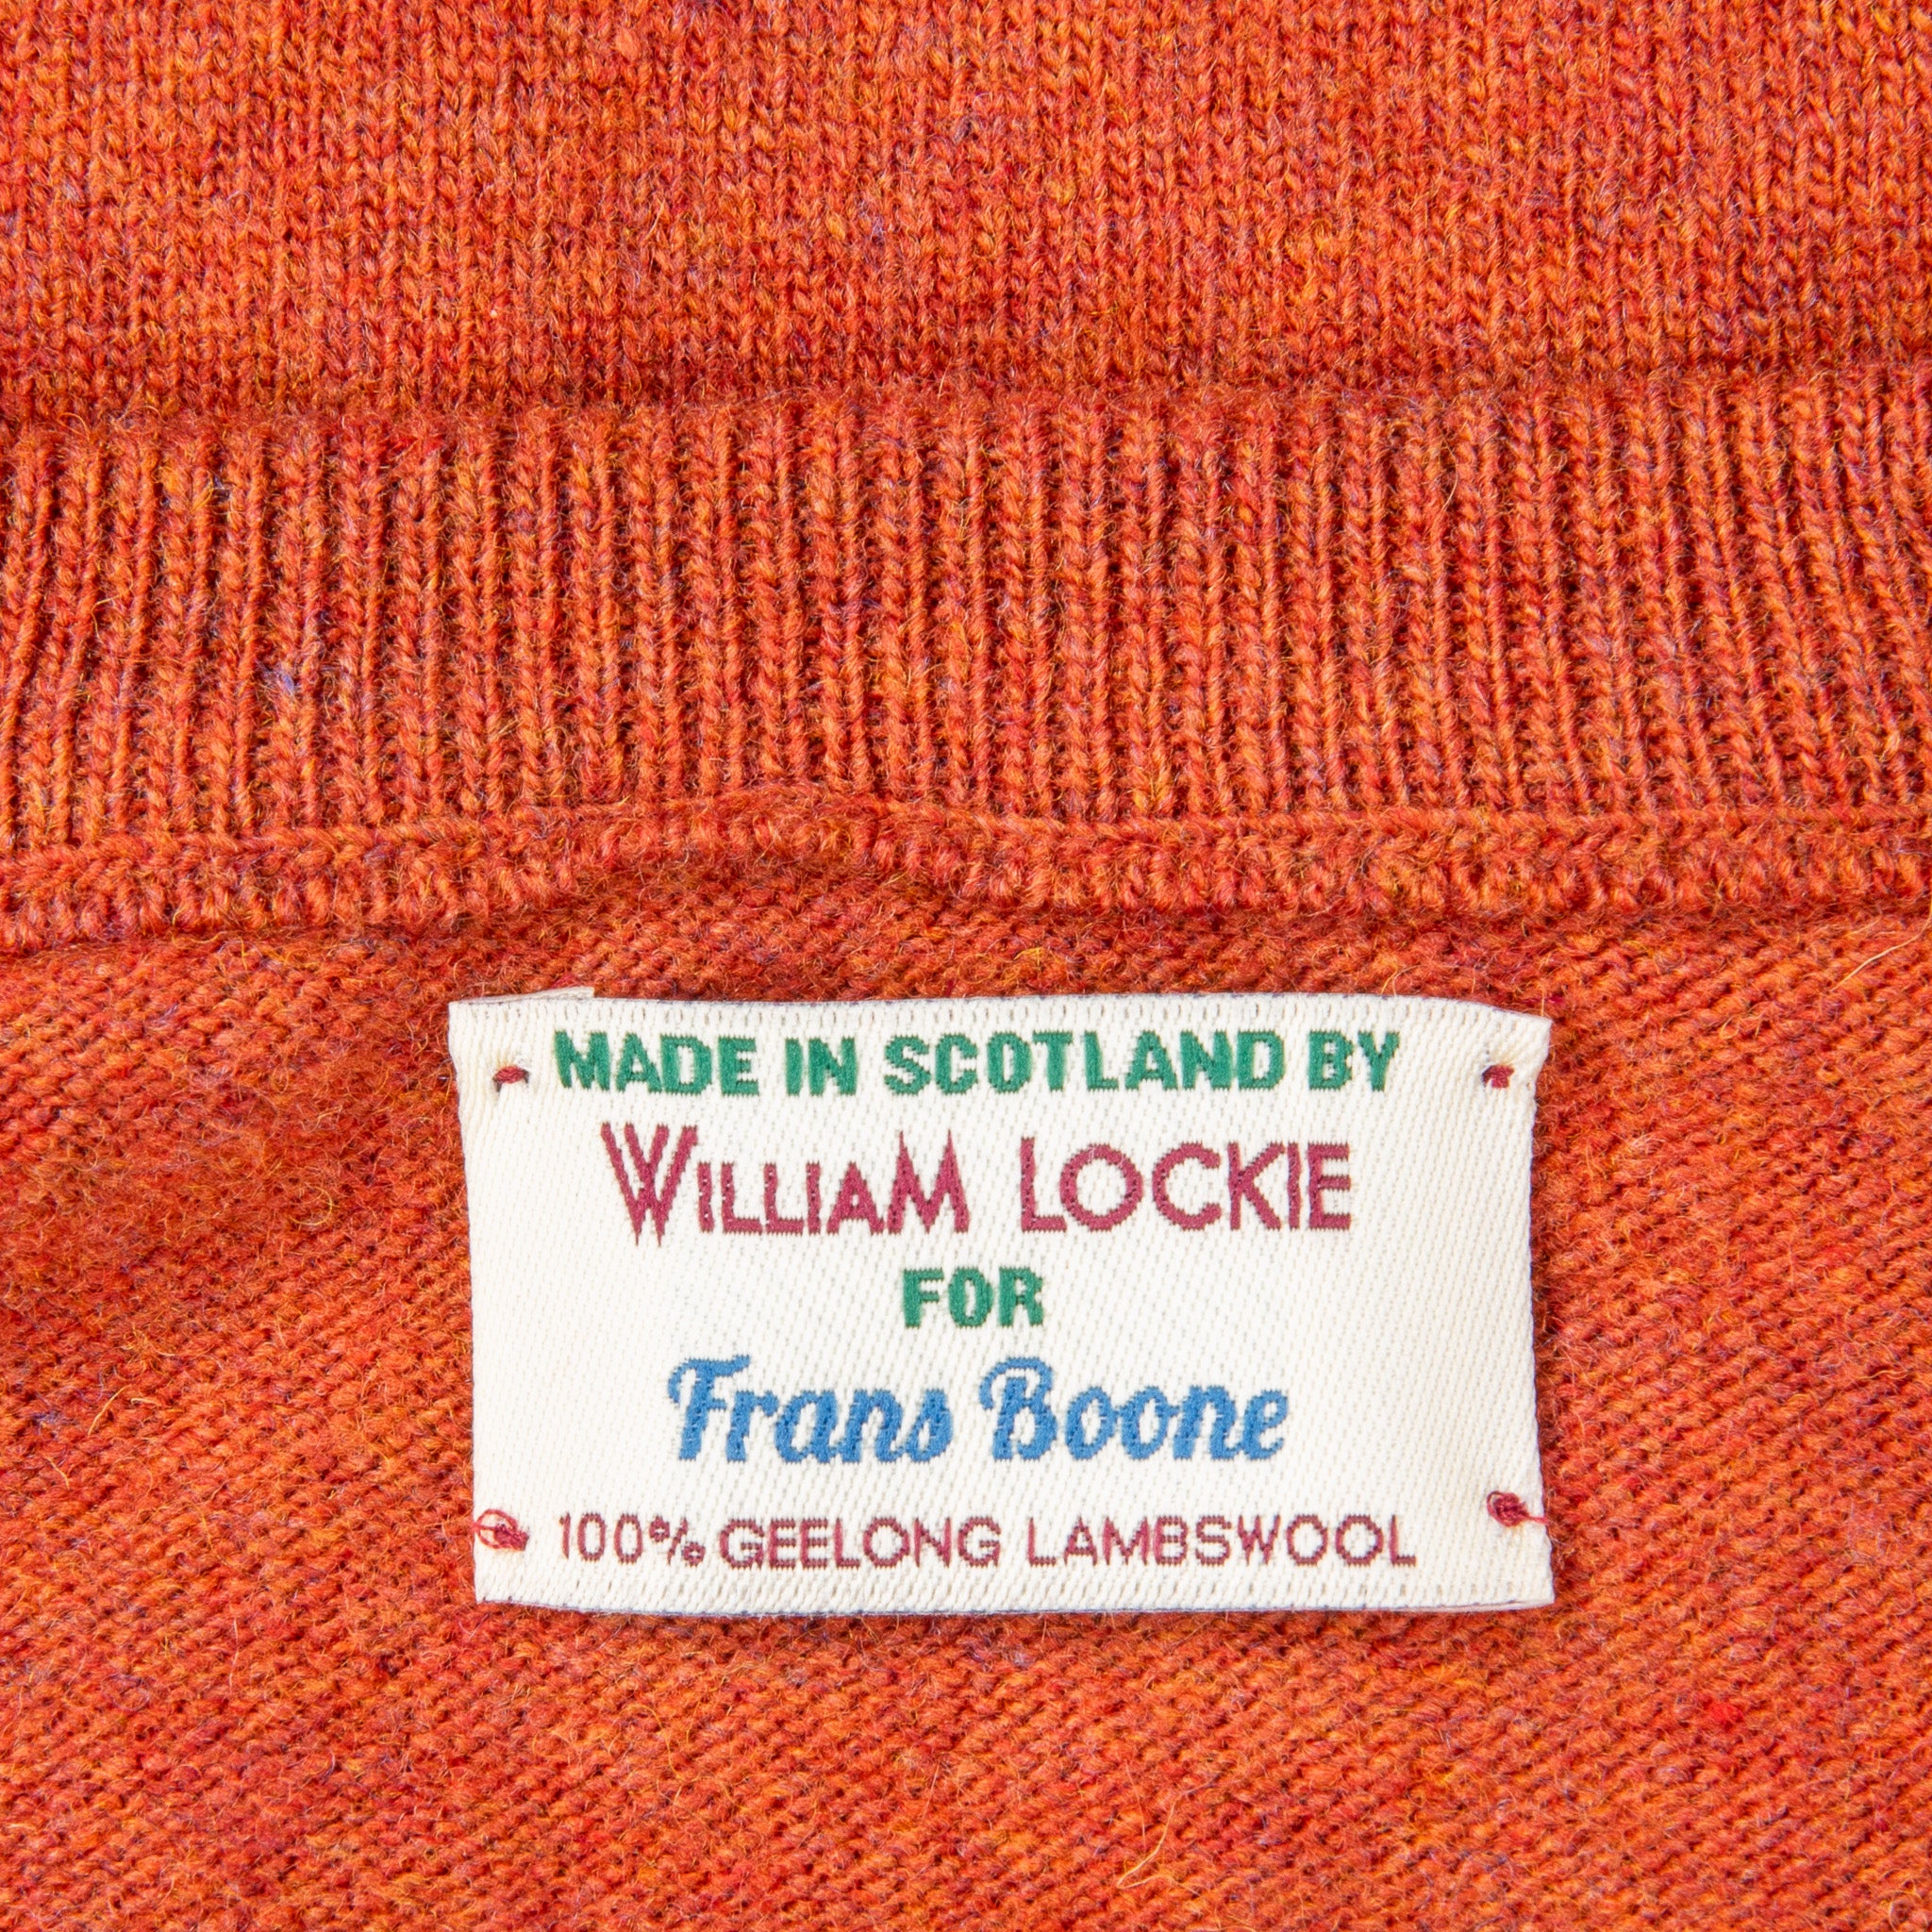 MADE IN SCOTLAND BY
WILLIAM LOCKIE
FOR
Frans Boone
100% GEELONG LAMBSWOOL